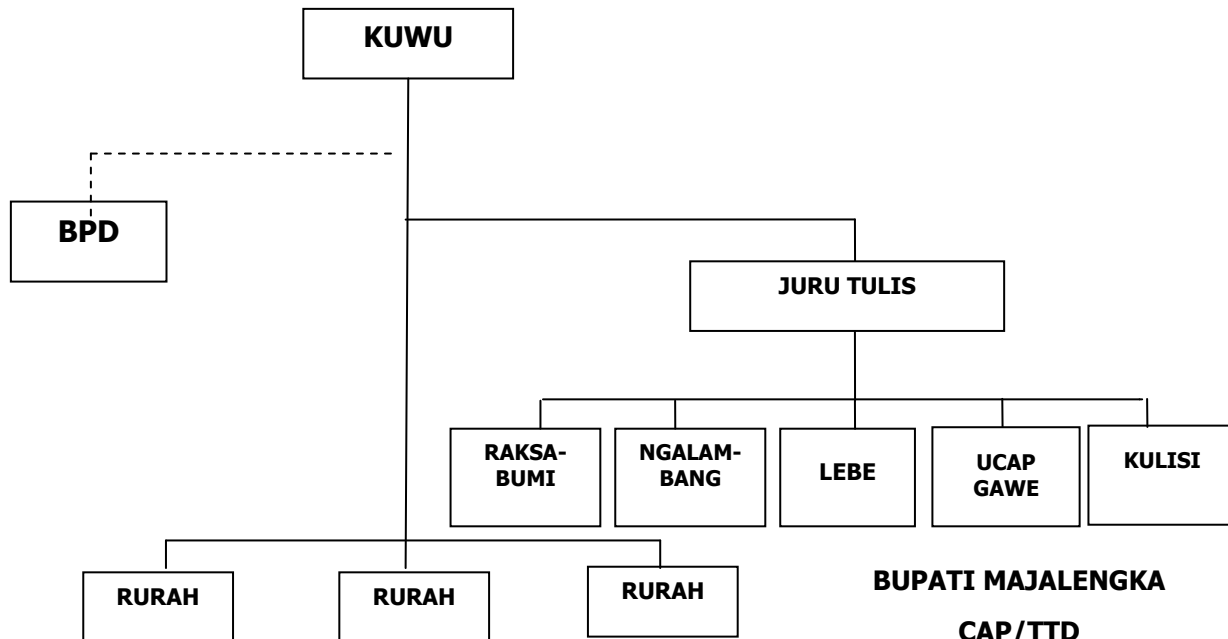 KUWU
BPD
JURU TULIS
RAKSA-
BUMI
NGALAM-
BANG
LEBE
UCAP
GAWE
KULISI
RURAH
RURAH
RURAH
BUPATI MAJALENGKA
CAP/TTD